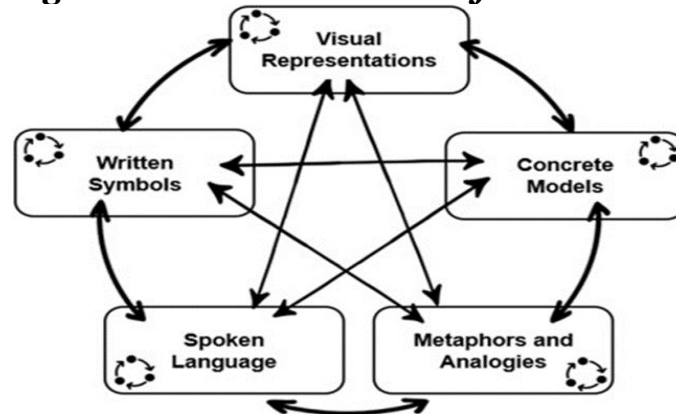 Visual
Representations
Written
Symbols
Concrete
Models
Spoken
Language
Metaphors and
Analogies